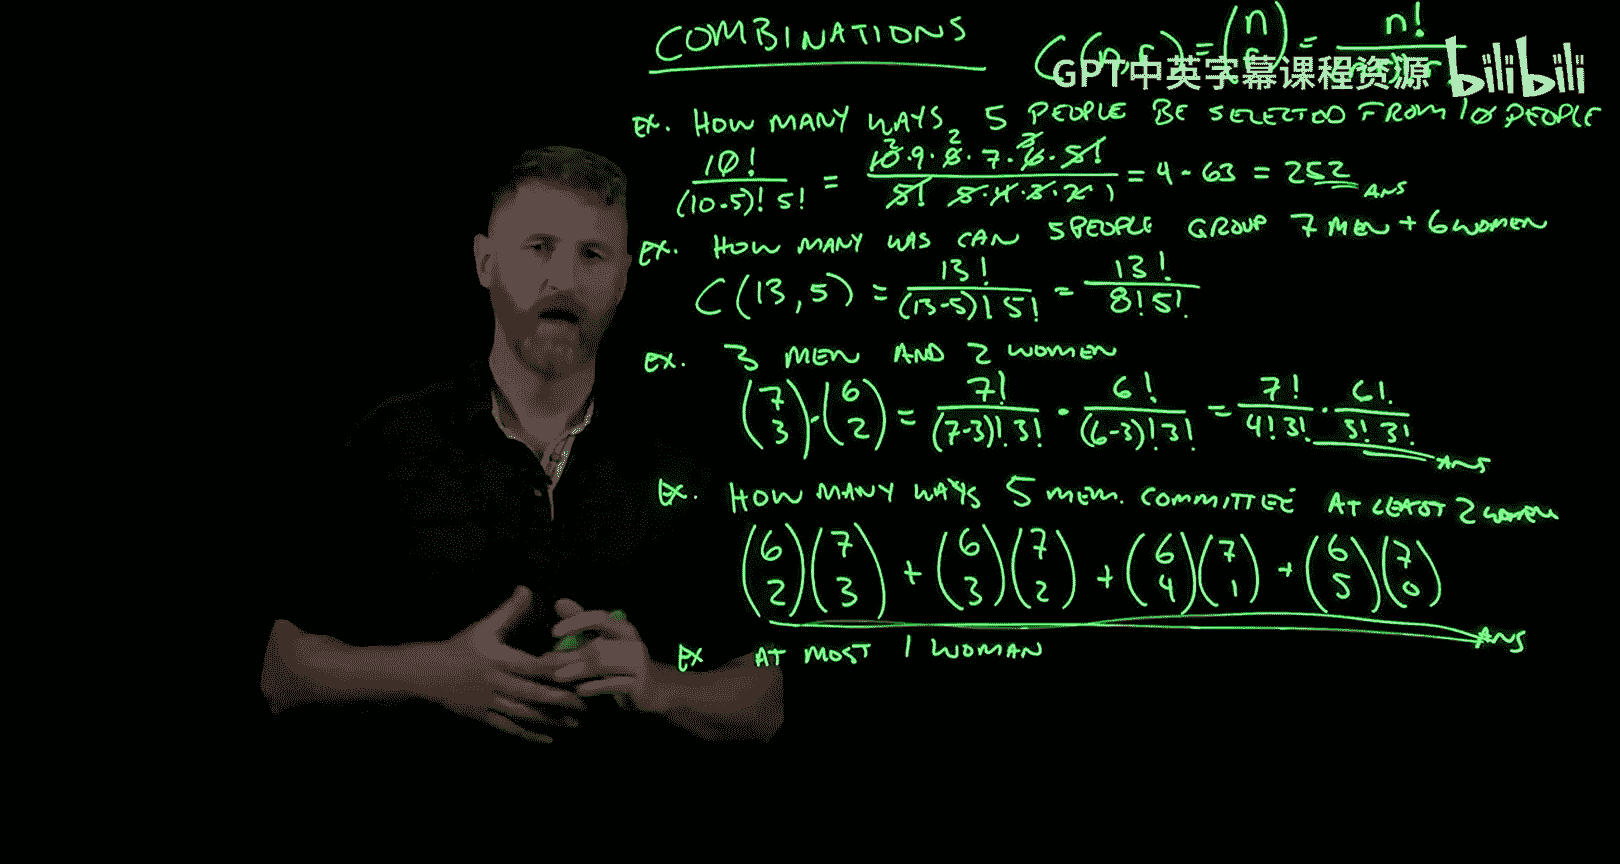 COMBINATIONS C(n,r) = (n r) = n!
GPT中英字幕课程资源 bilibili
EX. HOW MANY WAYS 5 PEOPLE BE SELECTED FROM 10 PEOPLE
10! / (10-5)! 5! = 10·9·8·7·6·5! / 5! 5·4·3·2 1 = 4 - 63 = 252 ANS
2 2 2
EX. HOW MANY WAS CAN 5 PEOPLE GROUP 7 MEN + 6 WOMEN
C(13,5) = 13! / (13-5)! 5! = 13! / 8! 5!
EX. 3 MEN AND 2 WOMEN
(7 3)·(6 2) = 7! / (7-3)! 3! · 6! / (6-3)! 3! = 7! / 4! 3! · 6! / 3! 3! ANS
EX. HOW MANY WAYS 5 MEM. COMMITTEE AT LEAST 2 WOMEN
(6 2)(7 3) + (6 3)(7 2) + (6 4)(7 1) + (6 5)(7 0) ANS
EX AT MOST 1 WOMAN